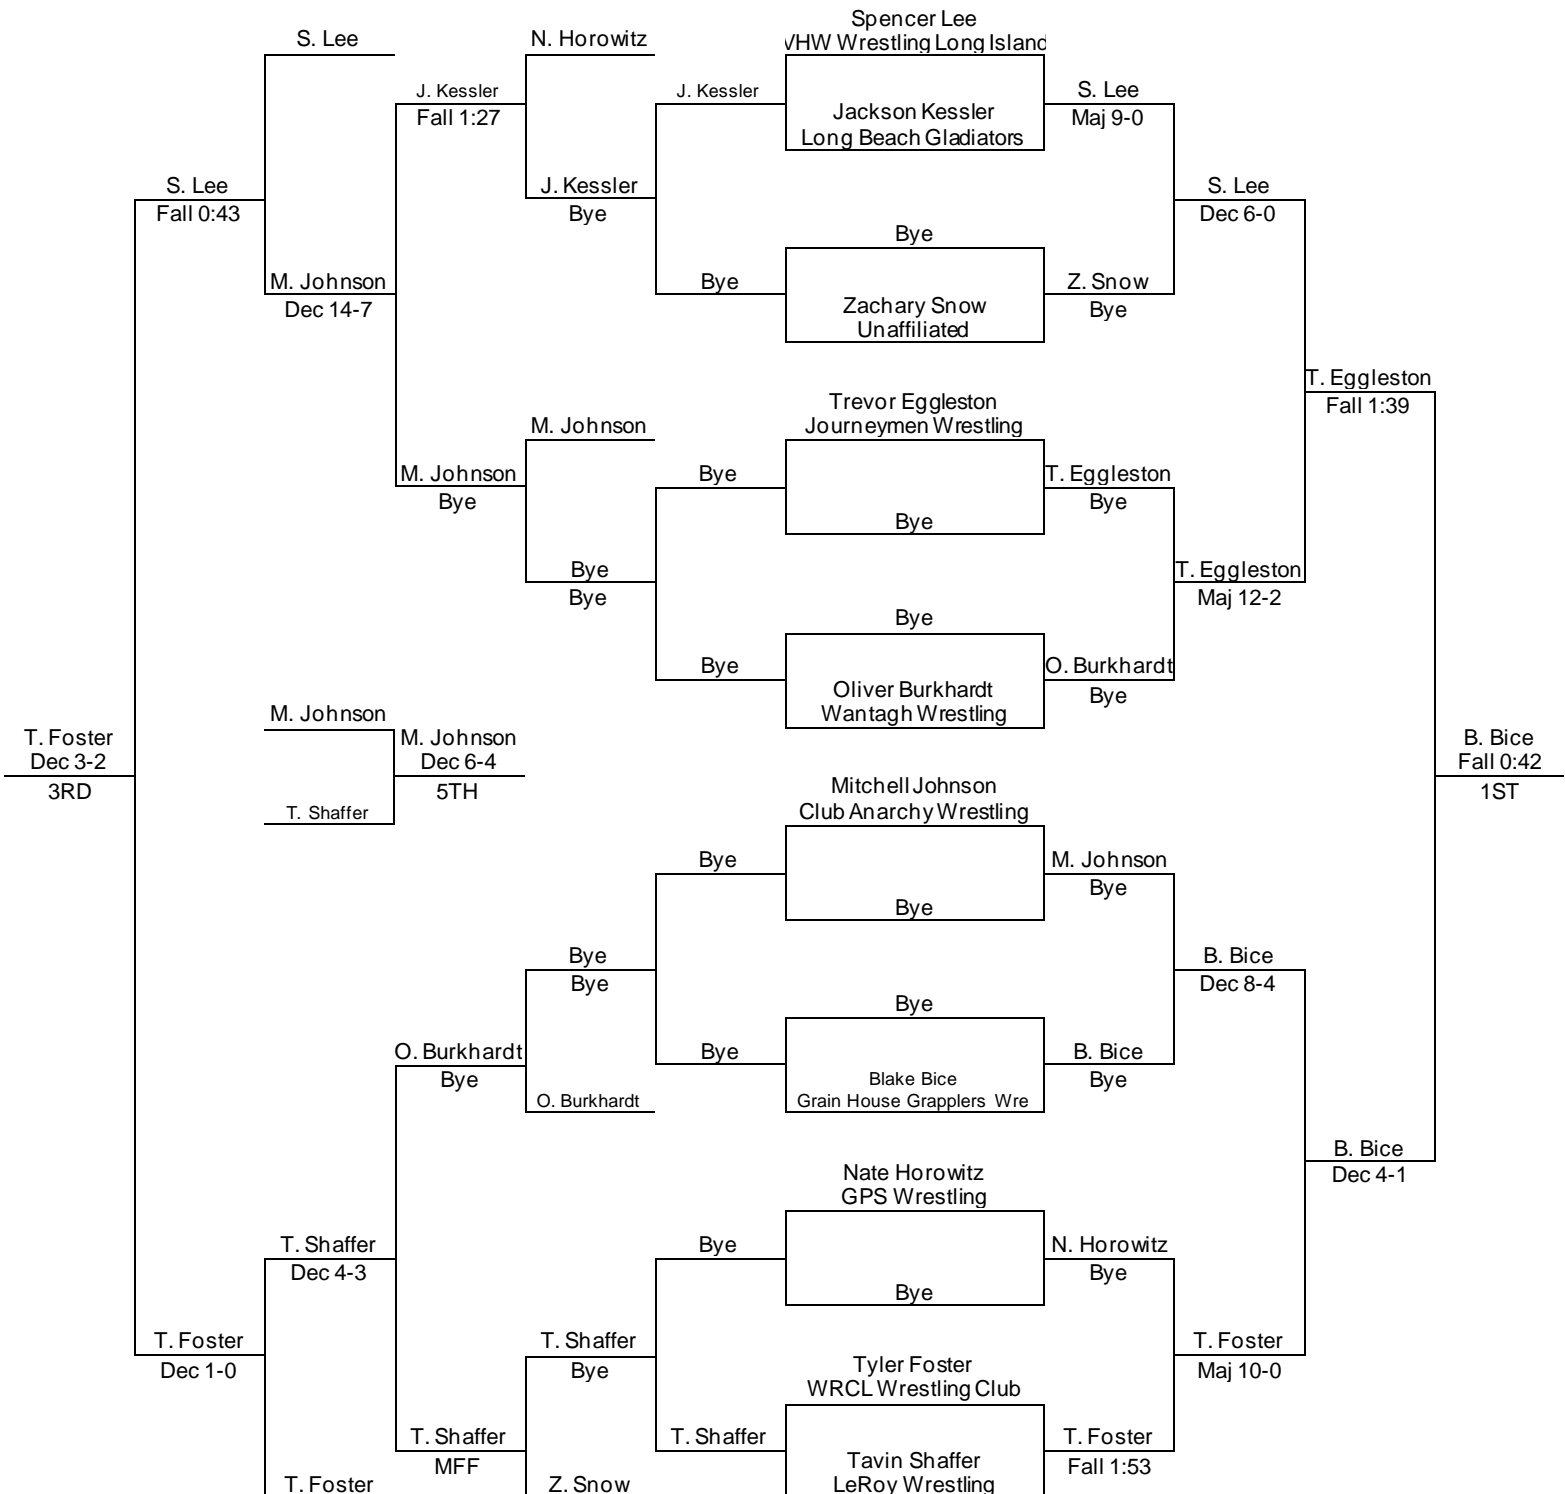 Spencer Lee
VHW Wrestling Long Island
S. Lee
N. Horowitz
J. Kessler
Fall 1:27
J. Kessler
Jackson Kessler
Long Beach Gladiators
S. Lee
Maj 9-0
S. Lee
Fall 0:43
J. Kessler
Bye
S. Lee
Dec 6-0
Bye
M. Johnson
Dec 14-7
Bye
Zachary Snow
Unaffiliated
Z. Snow
Bye
T. Eggleston
Fall 1:39
Trevor Eggleston
Journeymen Wrestling
M. Johnson
M. Johnson
Bye
Bye
T. Eggleston
Bye
Bye
Bye
Bye
T. Eggleston
Maj 12-2
Bye
Bye
O. Burkhardt
Bye
Oliver Burkhardt
Wantagh Wrestling
M. Johnson
T. Foster
Dec 3-2
3RD
M. Johnson
Dec 6-4
5TH
B. Bice
Fall 0:42
1ST
T. Shaffer
Mitchell Johnson
Club Anarchy Wrestling
Bye
M. Johnson
Bye
Bye
Bye
Bye
B. Bice
Dec 8-4
Bye
O. Burkhardt
Bye
Bye
B. Bice
Bye
Blake Bice
Grain House Grapplers Wre
O. Burkhardt
B. Bice
Dec 4-1
Nate Horowitz
GPS Wrestling
T. Shaffer
Dec 4-3
Bye
N. Horowitz
Bye
Bye
T. Foster
Dec 1-0
T. Shaffer
Bye
T. Foster
Maj 10-0
Tyler Foster
WRCL Wrestling Club
T. Shaffer
MFF
T. Shaffer
T. Foster
Fall 1:53
Tavin Shaffer
LeRoy Wrestling
T. Foster
Z. Snow